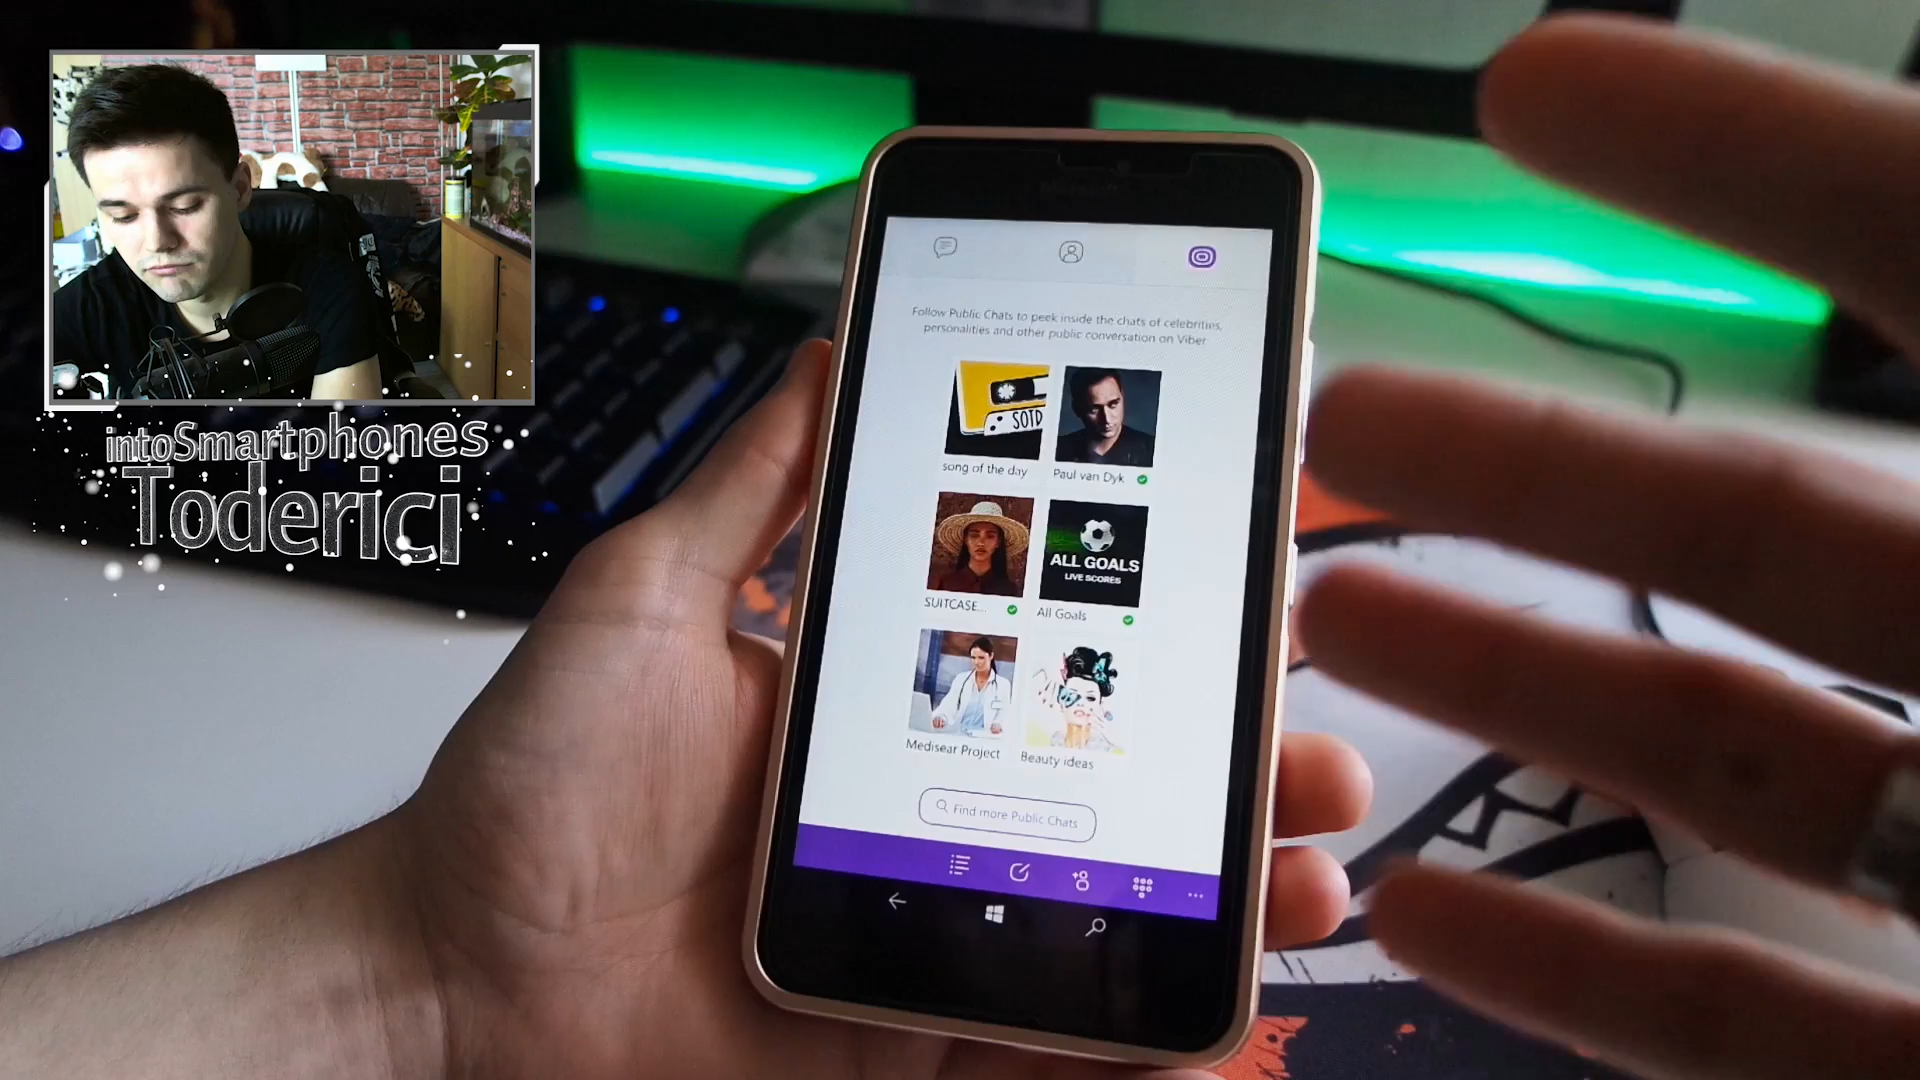 intoSmartphones
Toderici
Follow Public Chats to peek inside the chats of celebrities,
personalities and other public conversation on Viber
SOTD
song of the day
Paul van Dyk
ALL GOALS
LIVE SCORES
SUITCASE...
All Goals
Medisear Project
Beauty ideas
Find more Public Chats